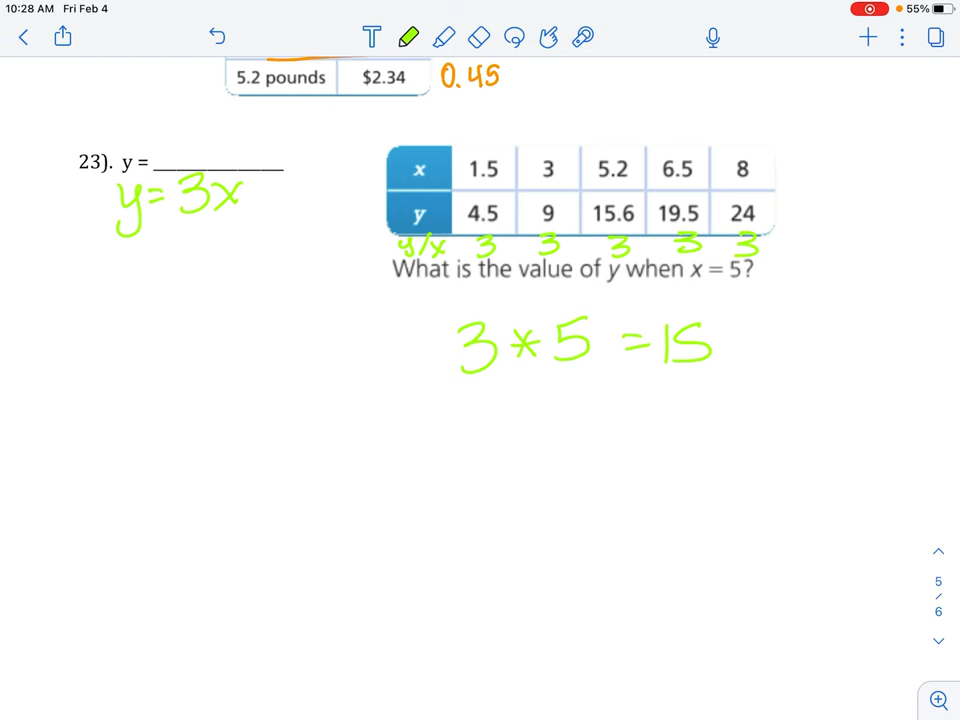 10:28 AM Fri Feb 4 55%
T
5.2 pounds $2.34 0.45
23). y = ______________
y=3x
x 1.5 3 5.2 6.5 8
y 4.5 9 15.6 19.5 24
y/x 3 3 3 3 3
What is the value of y when x = 5?
3*5 =15
5
/
6